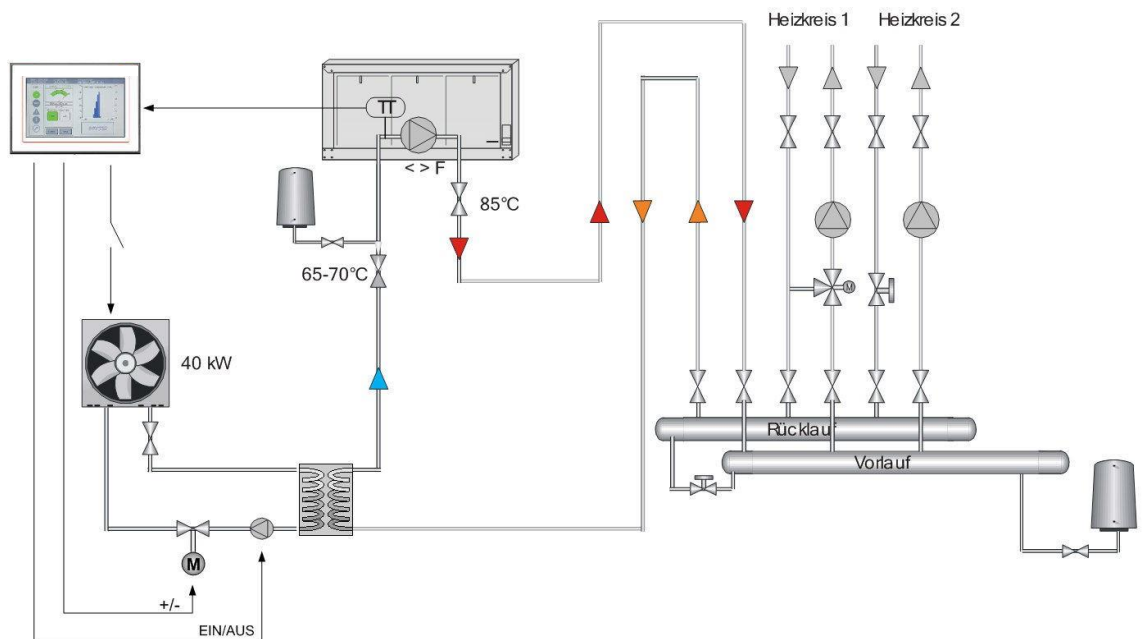 Heizkreis 1
Heizkreis 2
TT
< > F
85°C
65-70°C
40 kW
Rücklauf
Vorlauf
M
M
+/-
EIN/AUS